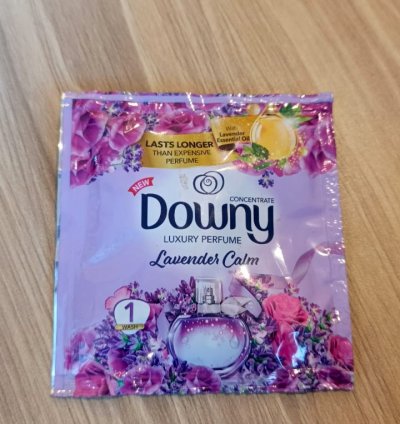 With
Lavender
Essential Oil
LASTS LONGER
THAN EXPENSIVE
PERFUME
NEW
CONCENTRATE
Downy
LUXURY PERFUME
Lavender Calm
1
WASH